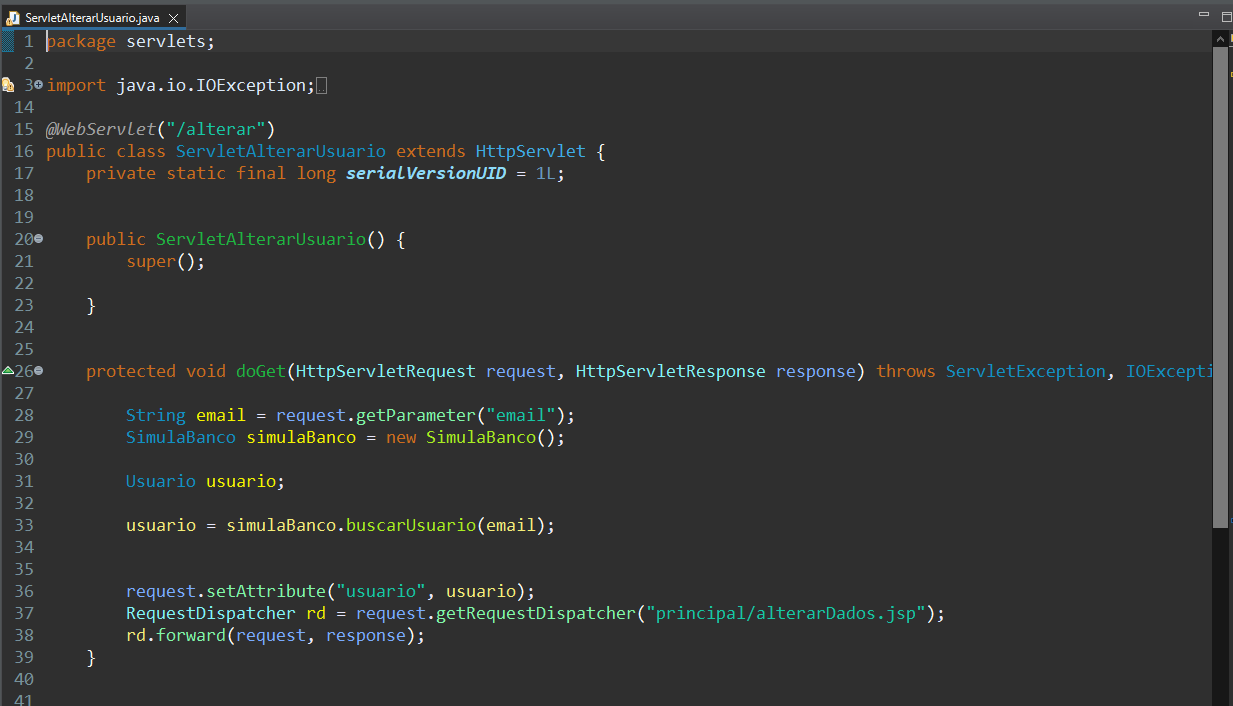 ServletAlterarUsuario.java
1 package servlets;
2
3 import java.io.IOException;
14
15 @WebServlet("/alterar")
16 public class ServletAlterarUsuario extends HttpServlet {
17     private static final long serialVersionUID = 1L;
18
19
20     public ServletAlterarUsuario() {
21         super();
22
23     }
24
25
26     protected void doGet(HttpServletRequest request, HttpServletResponse response) throws ServletException, IOExcepti
27
28         String email = request.getParameter("email");
29         SimulaBanco simulaBanco = new SimulaBanco();
30
31         Usuario usuario;
32
33         usuario = simulaBanco.buscarUsuario(email);
34
35
36         request.setAttribute("usuario", usuario);
37         RequestDispatcher rd = request.getRequestDispatcher("principal/alterarDados.jsp");
38         rd.forward(request, response);
39     }
40
41